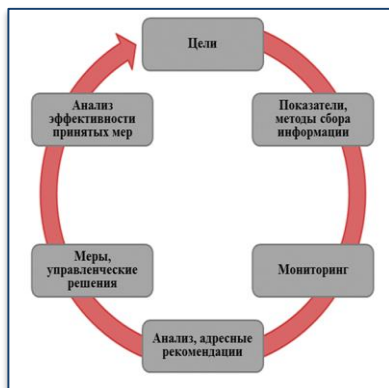 Цели
Показатели,
методы сбора
информации
Мониторинг
Анализ, адресные
рекомендации
Меры,
управленческие
решения
Анализ
эффективности
принятых мер